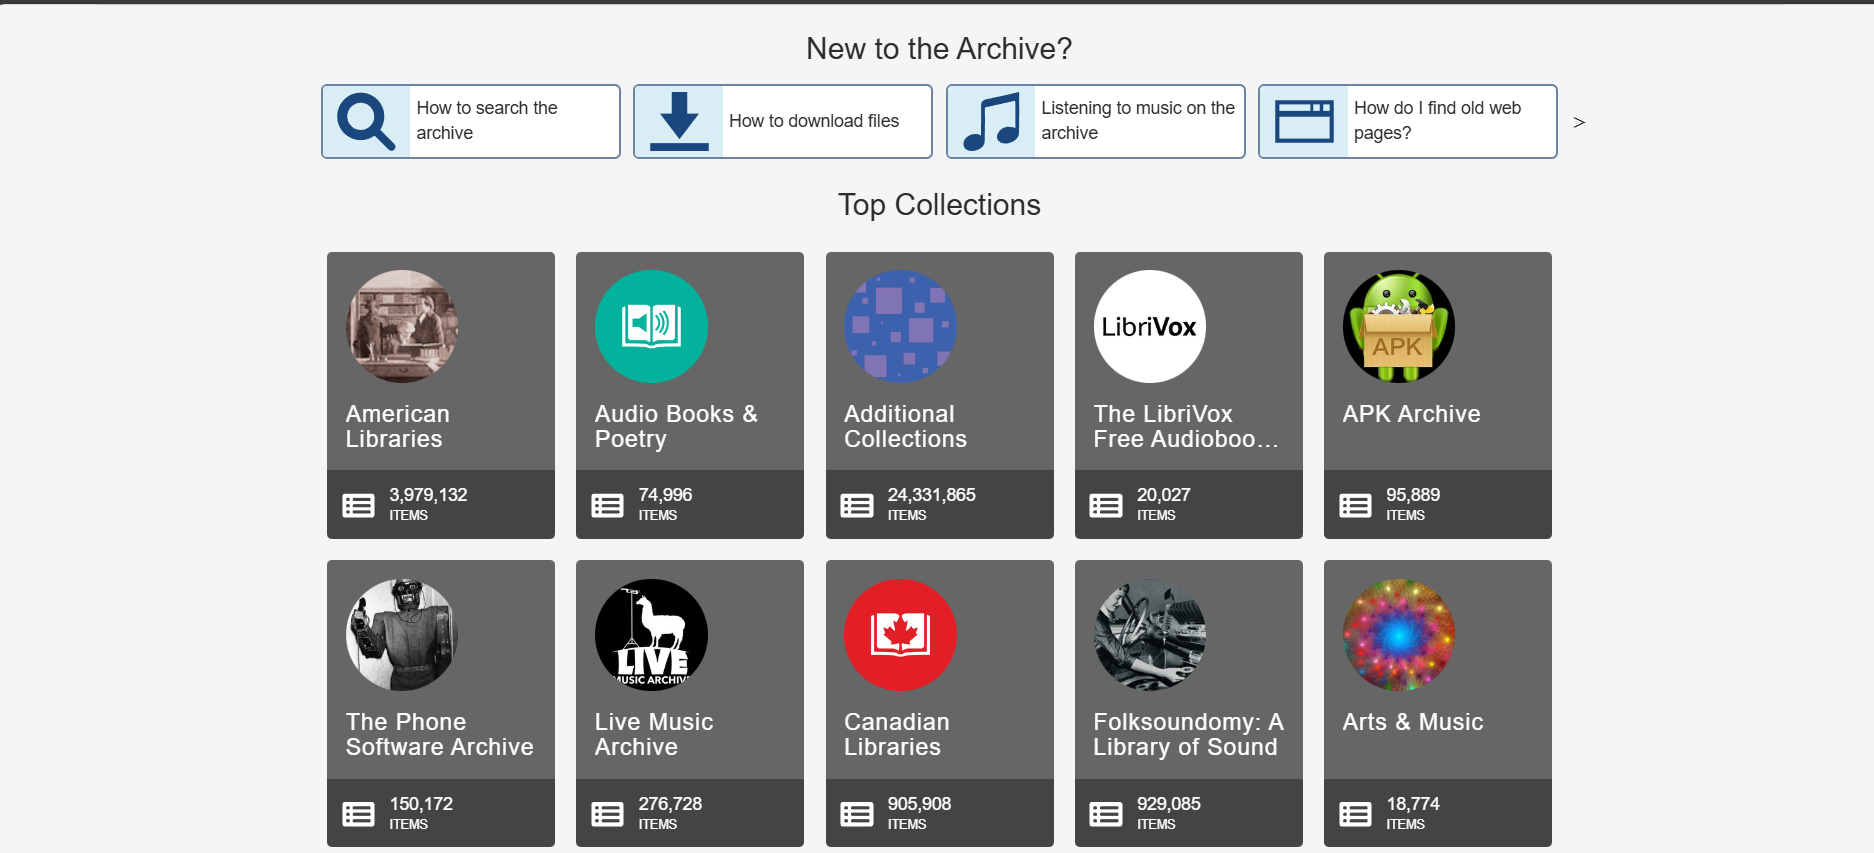 New to the Archive?
How to search the
archive
How to download files
Listening to music on the
archive
How do I find old web
pages?
>
Top Collections
American
Libraries
3,979,132
ITEMS
Audio Books &
Poetry
74,996
ITEMS
Additional
Collections
24,331,865
ITEMS
LibriVox
The LibriVox
Free Audioboo...
20,027
ITEMS
APK
APK Archive
95,889
ITEMS
The Phone
Software Archive
150,172
ITEMS
LIVE
MUSIC ARCHIVE
Live Music
Archive
276,728
ITEMS
Canadian
Libraries
905,908
ITEMS
Folksoundomy: A
Library of Sound
929,085
ITEMS
Arts & Music
18,774
ITEMS